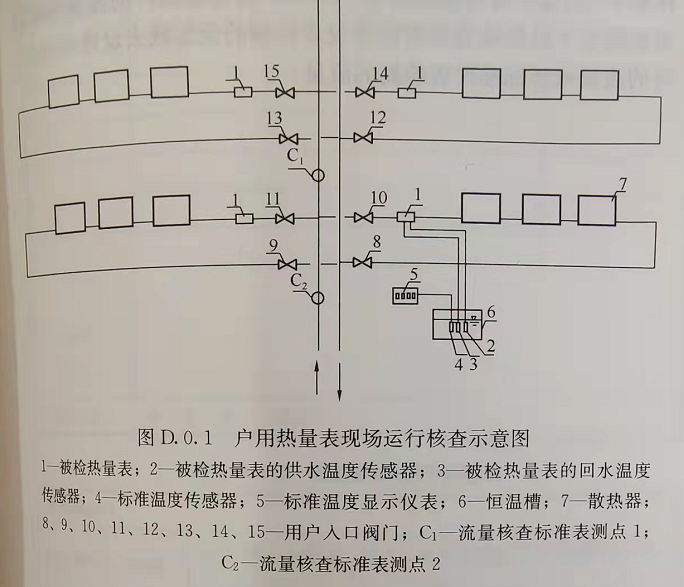 1 15 14 1
13 12
C1
1 11 10 1 7
9 8
C2 5
6
4 3 2
图 D.0.1 户用热量表现场运行核查示意图
1—被检热量表；2—被检热量表的供水温度传感器；3—被检热量表的回水温度
传感器；4—标准温度传感器；5—标准温度显示仪表；6—恒温槽；7—散热器；
8、9、10、11、12、13、14、15—用户入口阀门；C₁—流量核查标准表测点 1；
C₂—流量核查标准表测点 2